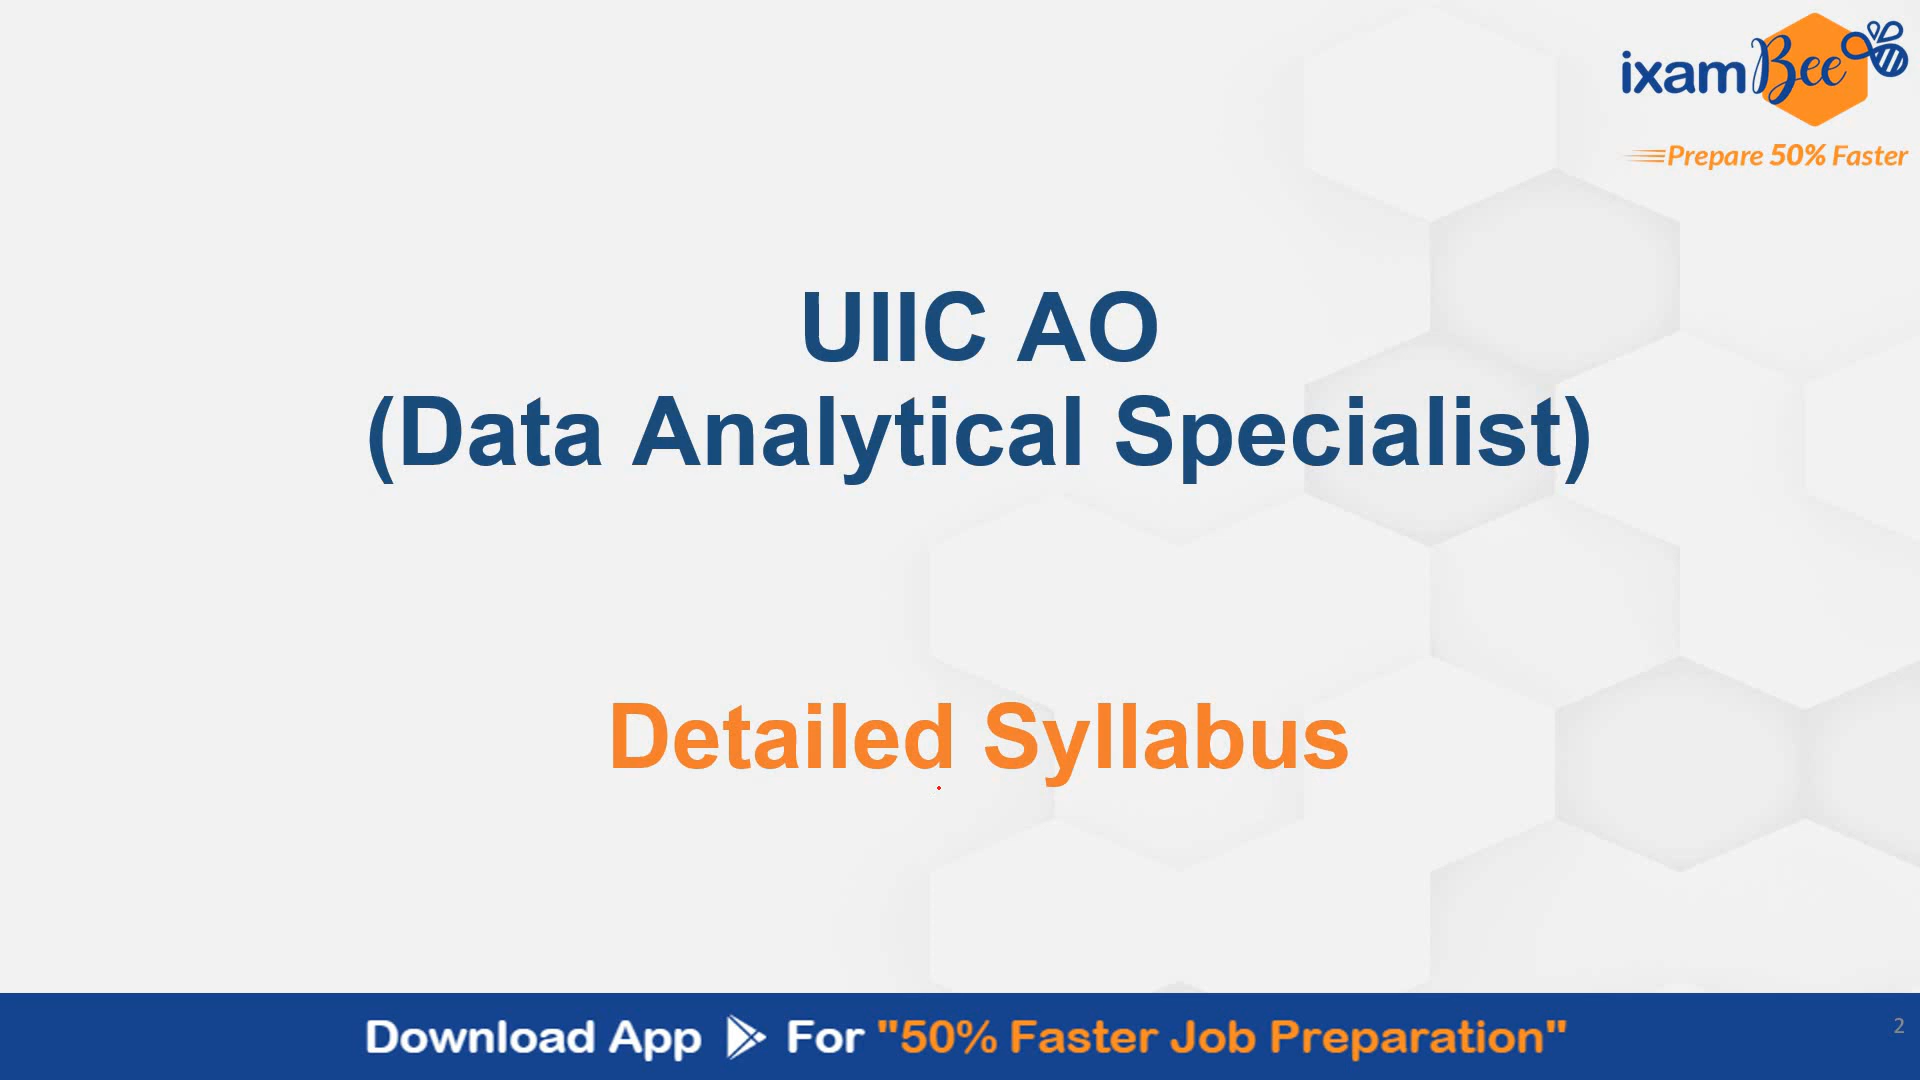 ixamBee
Prepare 50% Faster
UIIC AO
(Data Analytical Specialist)
Detailed Syllabus
Download App For "50% Faster Job Preparation"
2